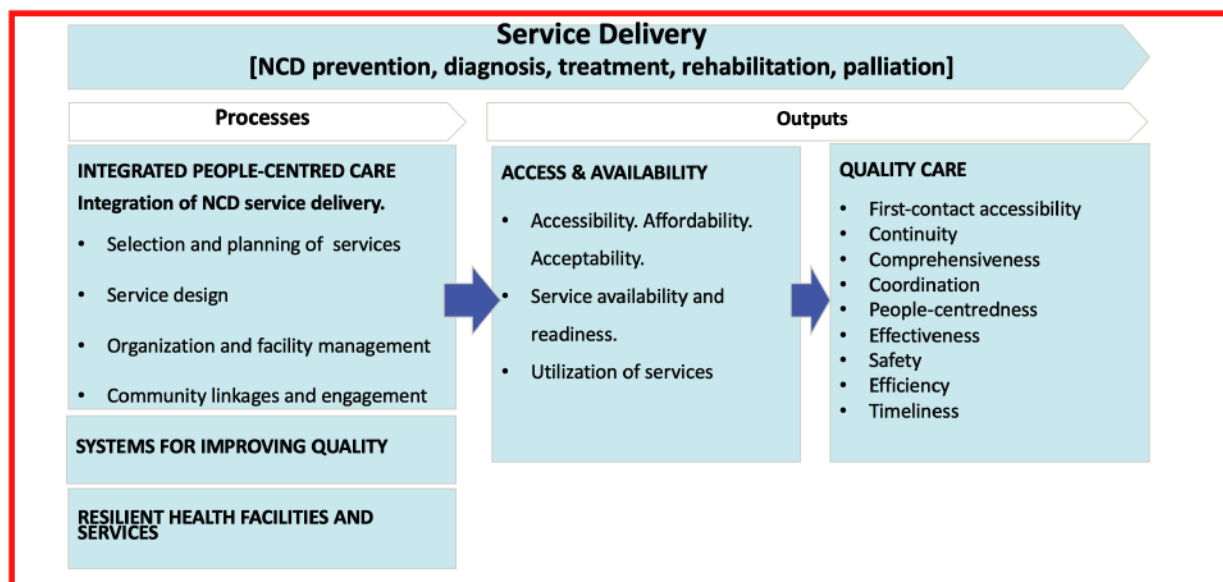 Service Delivery
[NCD prevention, diagnosis, treatment, rehabilitation, palliation]
Processes
Outputs
INTEGRATED PEOPLE-CENTRED CARE
Integration of NCD service delivery.
• Selection and planning of services
• Service design
• Organization and facility management
• Community linkages and engagement
SYSTEMS FOR IMPROVING QUALITY
RESILIENT HEALTH FACILITIES AND
SERVICES
ACCESS & AVAILABILITY
• Accessibility. Affordability.
Acceptability.
• Service availability and
readiness.
• Utilization of services
QUALITY CARE
• First-contact accessibility
• Continuity
• Comprehensiveness
• Coordination
• People-centredness
• Effectiveness
• Safety
• Efficiency
• Timeliness